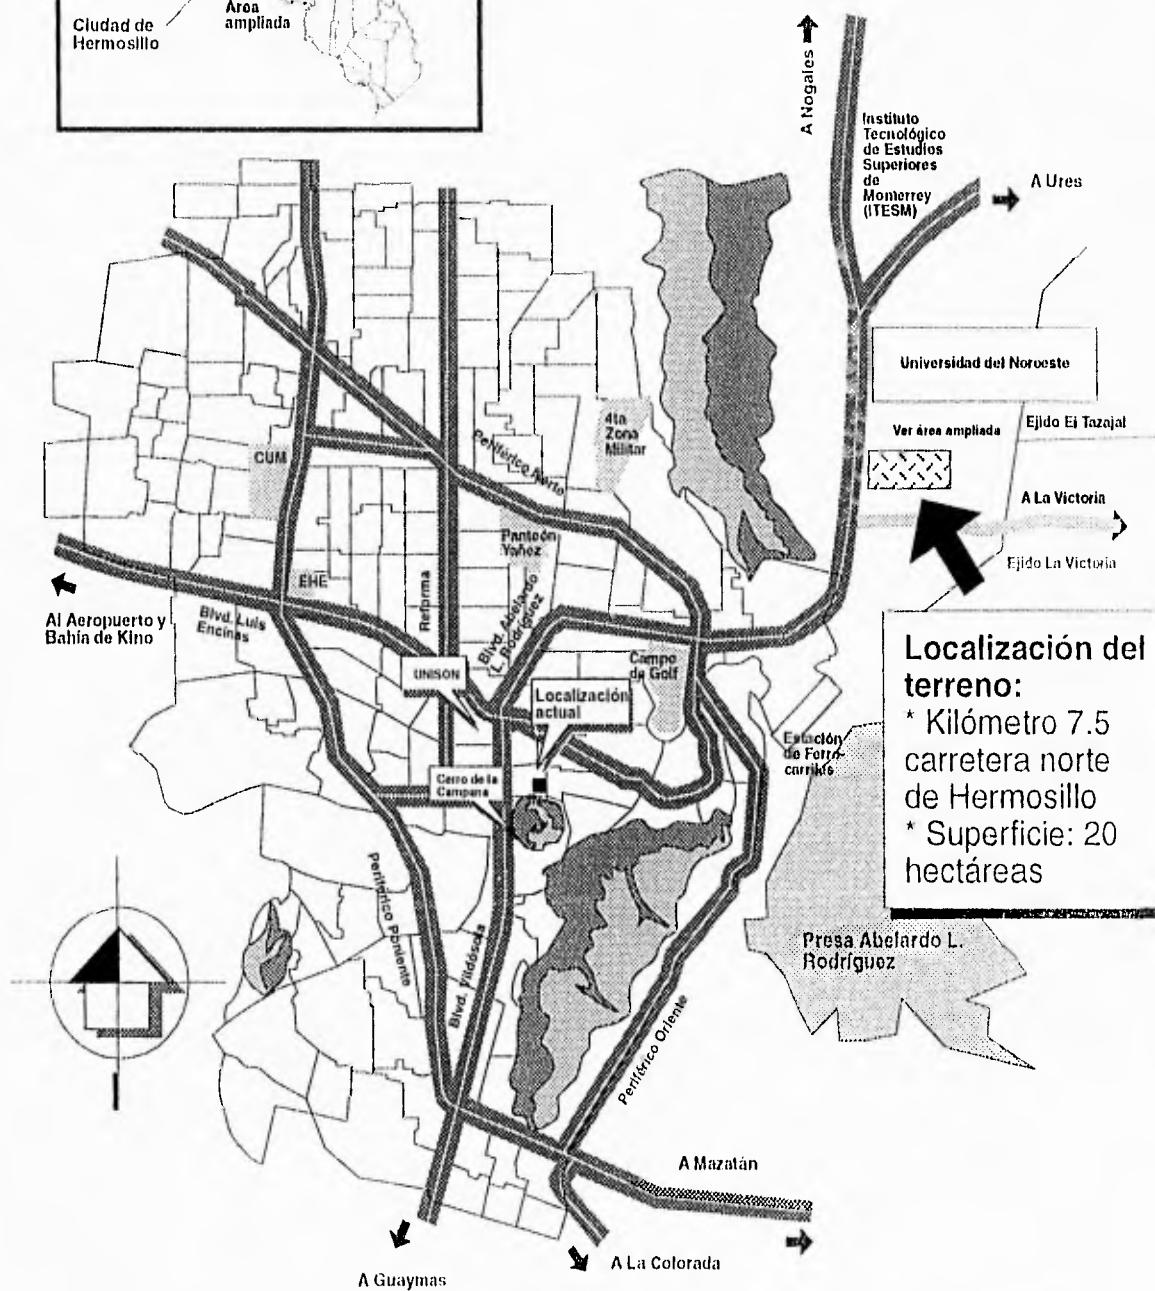 Area
ampliada
Ciudad de
Hermosillo
A Nogales
Instituto
Tecnológico
de Estudios
Superiores
de
Monterrey
(ITESM)
A Ures
Universidad del Noroeste
Ver área ampliada
Ejido El Tazajal
A La Victoria
Ejido La Victoria
4ta
Zona
Militar
CUM
Periférico Norte
Panteón
Yañez
EHE
Al Aeropuerto y
Bahía de Kino
Blvd. Luis
Encinas
Reforma
Blvd. Abelardo
L. Rodríguez
UNISON
Localización
actual
Campo
de Golf
Estación
de Ferro-
carriles
Cerro de la
Campana
Localización del
terreno:
* Kilómetro 7.5
carretera norte
de Hermosillo
* Superficie: 20
hectáreas
Presa Abelardo L.
Rodríguez
Periférico Poniente
Blvd. Vildósola
Periférico Oriente
A Mazatán
A La Colorada
A Guaymas